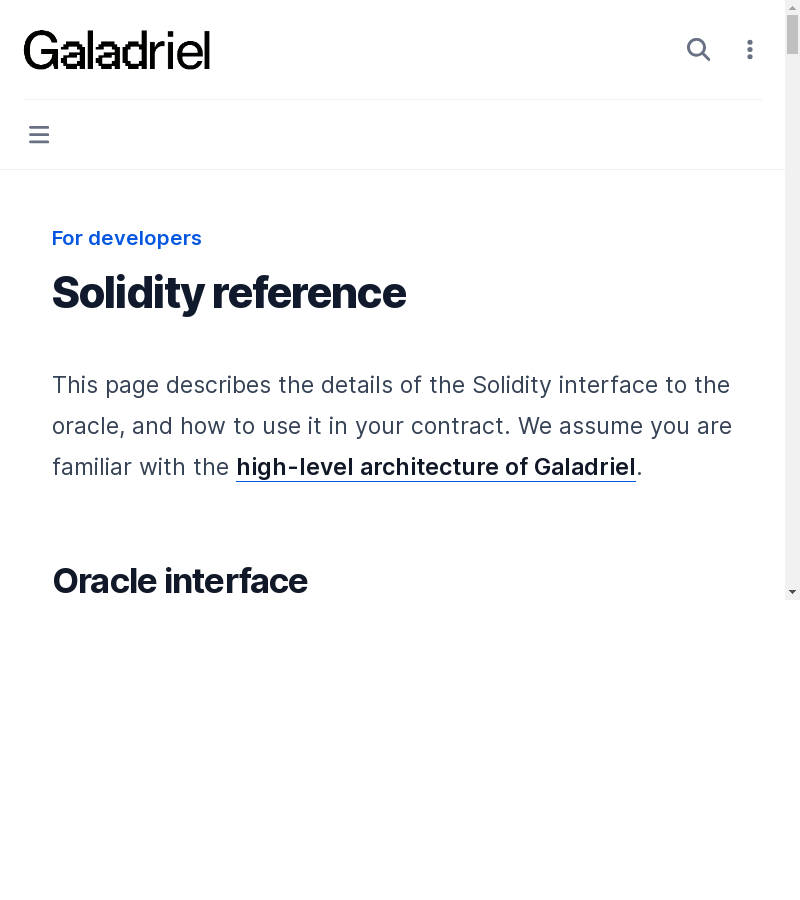 Galadriel
For developers
Solidity reference
This page describes the details of the Solidity interface to the
oracle, and how to use it in your contract. We assume you are
familiar with the high-level architecture of Galadriel.
Oracle interface